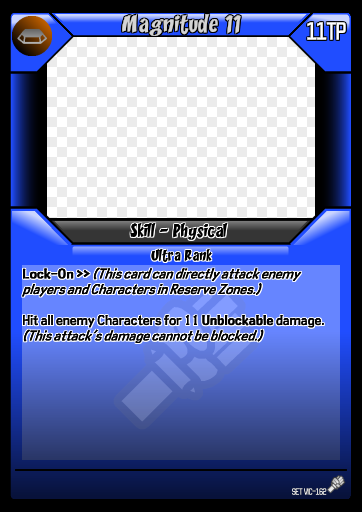 Magnitude 11
11TP
Skill - Physical
Ultra Rank
Lock-On >> (This card can directly attack enemy
players and Characters in Reserve Zones.)
Hit all enemy Characters for 11 Unblockable damage.
(This attack's damage cannot be blocked.)
SET VIC-162